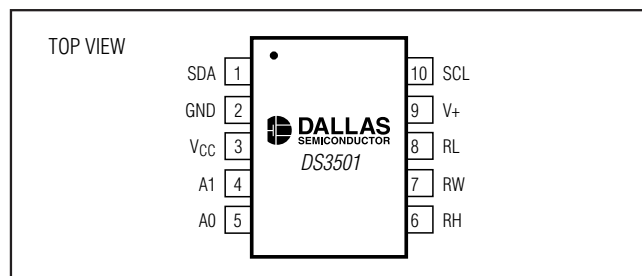 TOP VIEW
SDA 1
GND 2
VCC 3
A1 4
A0 5
DALLAS
SEMICONDUCTOR
DS3501
10 SCL
9 V+
8 RL
7 RW
6 RH